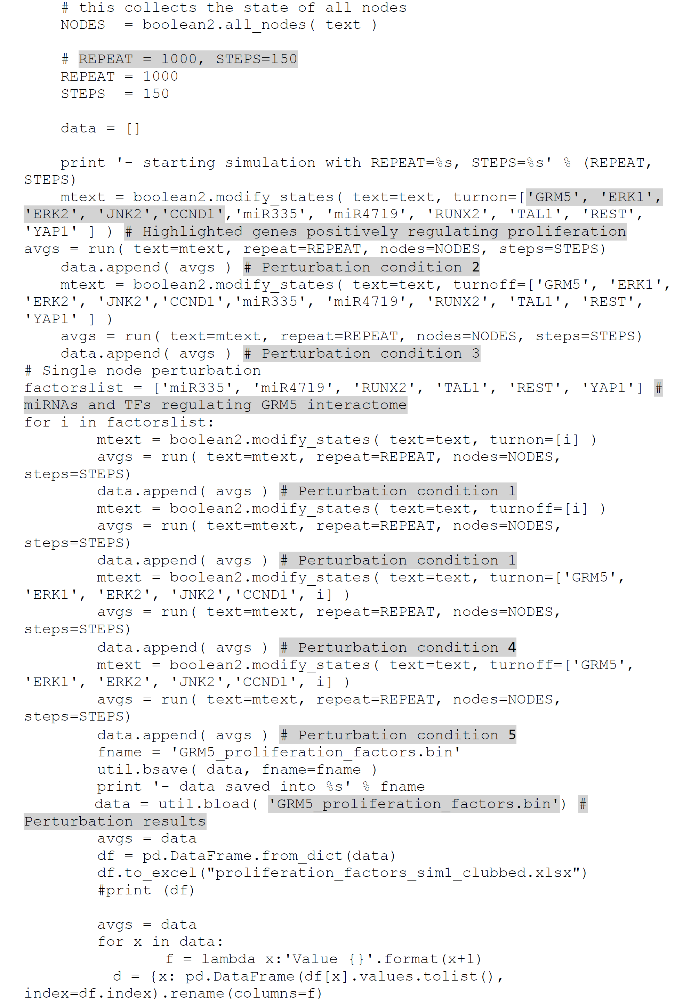 # this collects the state of all nodes
NODES  = boolean2.all_nodes( text )
# REPEAT = 1000, STEPS=150
REPEAT = 1000
STEPS  = 150
data = []
print '- starting simulation with REPEAT=%s, STEPS=%s' % (REPEAT,
STEPS)
mtext = boolean2.modify_states( text=text, turnon=['GRM5', 'ERK1',
'ERK2', 'JNK2','CCND1','miR335', 'miR4719', 'RUNX2', 'TAL1', 'REST',
'YAP1' ] ) # Highlighted genes positively regulating proliferation
avgs = run( text=mtext, repeat=REPEAT, nodes=NODES, steps=STEPS)
data.append( avgs ) # Perturbation condition 2
mtext = boolean2.modify_states( text=text, turnoff=['GRM5', 'ERK1',
'ERK2', 'JNK2','CCND1','miR335', 'miR4719', 'RUNX2', 'TAL1', 'REST',
'YAP1' ] )
avgs = run( text=mtext, repeat=REPEAT, nodes=NODES, steps=STEPS)
data.append( avgs ) # Perturbation condition 3
# Single node perturbation
factorslist = ['miR335', 'miR4719', 'RUNX2', 'TAL1', 'REST', 'YAP1'] #
miRNAs and TFs regulating GRM5 interactome
for i in factorslist:
mtext = boolean2.modify_states( text=text, turnon=[i] )
avgs = run( text=mtext, repeat=REPEAT, nodes=NODES,
steps=STEPS)
data.append( avgs ) # Perturbation condition 1
mtext = boolean2.modify_states( text=text, turnoff=[i] )
avgs = run( text=mtext, repeat=REPEAT, nodes=NODES,
steps=STEPS)
data.append( avgs ) # Perturbation condition 1
mtext = boolean2.modify_states( text=text, turnon=['GRM5',
'ERK1', 'ERK2', 'JNK2','CCND1', i] )
avgs = run( text=mtext, repeat=REPEAT, nodes=NODES,
steps=STEPS)
data.append( avgs ) # Perturbation condition 4
mtext = boolean2.modify_states( text=text, turnoff=['GRM5',
'ERK1', 'ERK2', 'JNK2','CCND1', i] )
avgs = run( text=mtext, repeat=REPEAT, nodes=NODES,
steps=STEPS)
data.append( avgs ) # Perturbation condition 5
fname = 'GRM5_proliferation_factors.bin'
util.bsave( data, fname=fname )
print '- data saved into %s' % fname
data = util.bload( 'GRM5_proliferation_factors.bin') #
Perturbation results
avgs = data
df = pd.DataFrame.from_dict(data)
df.to_excel("proliferation_factors_sim1_clubbed.xlsx")
#print (df)
avgs = data
for x in data:
f = lambda x:'Value {}'.format(x+1)
d = {x: pd.DataFrame(df[x].values.tolist(),
index=df.index).rename(columns=f)